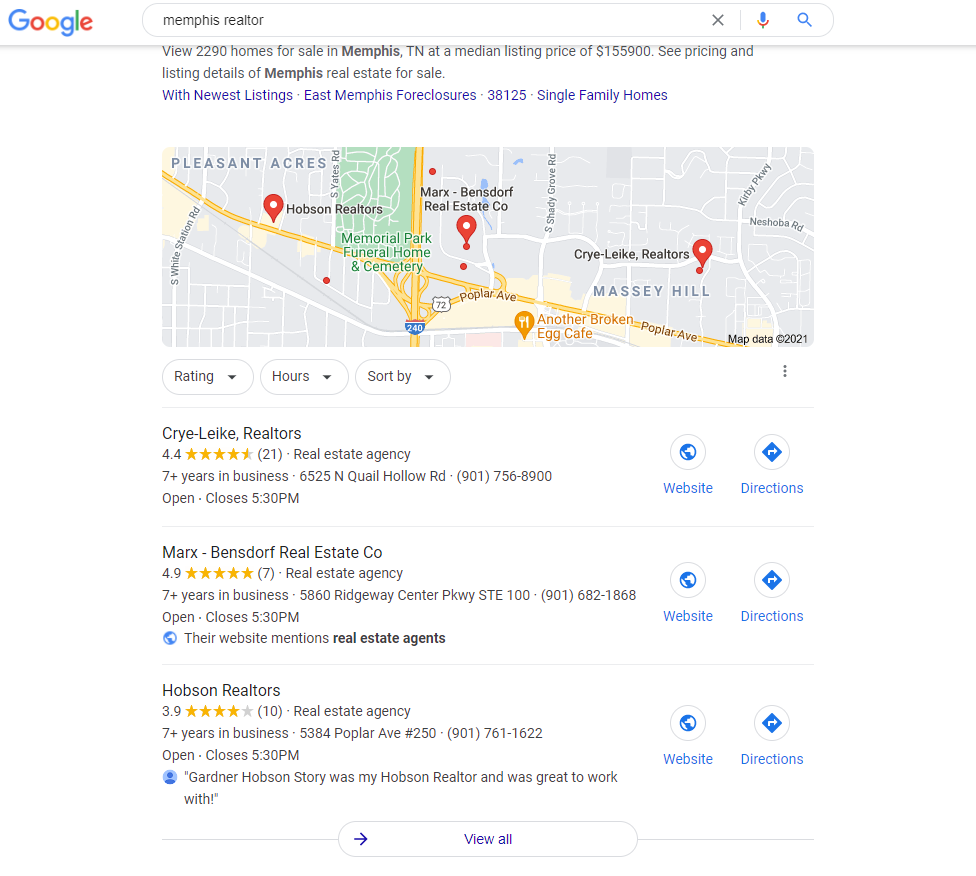 Google
memphis realtor
View 2290 homes for sale in Memphis, TN at a median listing price of $155900. See pricing and
listing details of Memphis real estate for sale.
With Newest Listings · East Memphis Foreclosures · 38125 · Single Family Homes
PLEASANT ACRES
S Yates Rd
S White Station Rd
Hobson Realtors
Memorial Park
Funeral Home
& Cemetery
Marx - Bensdorf
Real Estate Co
S Shady Grove Rd
Kirby Pkwy
Neshoba Rd
Crye-Leike, Realtors
MASSEY HILL
72
Poplar Ave
240
Another Broken
Egg Cafe
Poplar Ave
Map data ©2021
Rating
Hours
Sort by
Crye-Leike, Realtors
4.4 (21) · Real estate agency
7+ years in business · 6525 N Quail Hollow Rd · (901) 756-8900
Open · Closes 5:30PM
Website
Directions
Marx - Bensdorf Real Estate Co
4.9 (7) · Real estate agency
7+ years in business · 5860 Ridgeway Center Pkwy STE 100 · (901) 682-1868
Open · Closes 5:30PM
Their website mentions real estate agents
Website
Directions
Hobson Realtors
3.9 (10) · Real estate agency
7+ years in business · 5384 Poplar Ave #250 · (901) 761-1622
Open · Closes 5:30PM
"Gardner Hobson Story was my Hobson Realtor and was great to work
with!"
Website
Directions
View all